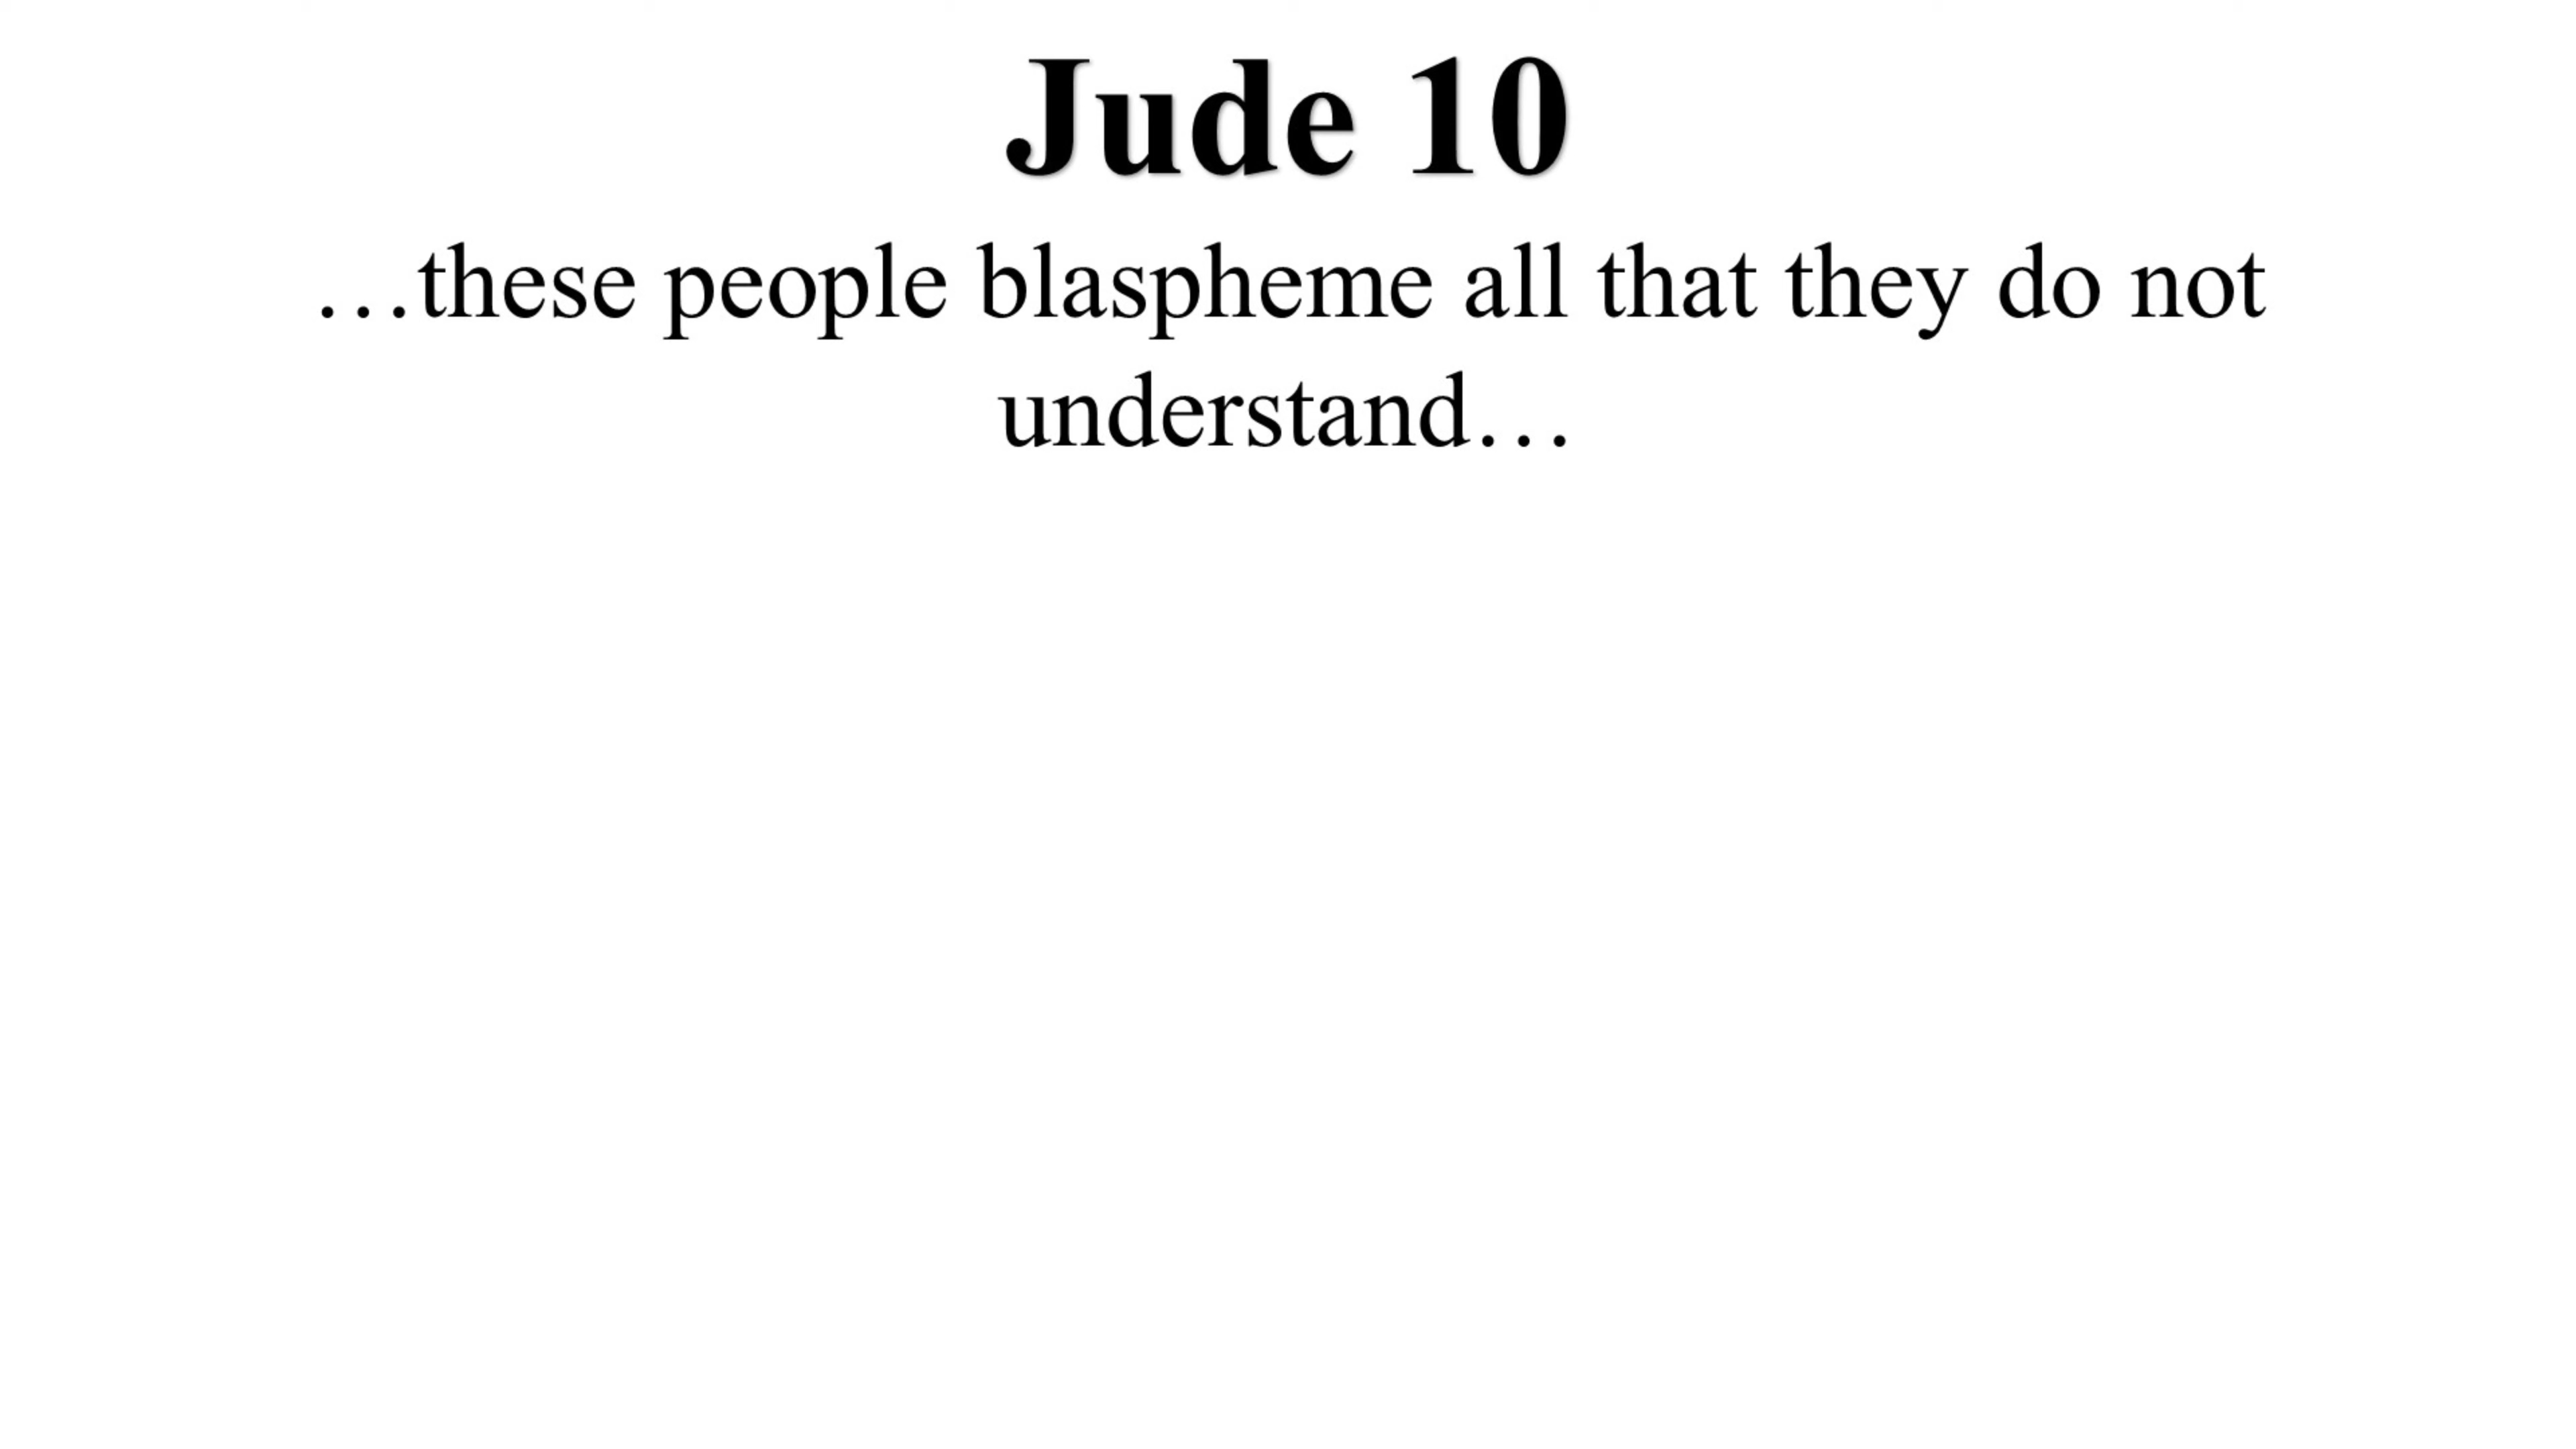 Jude 10
…these people blaspheme all that they do not
understand…